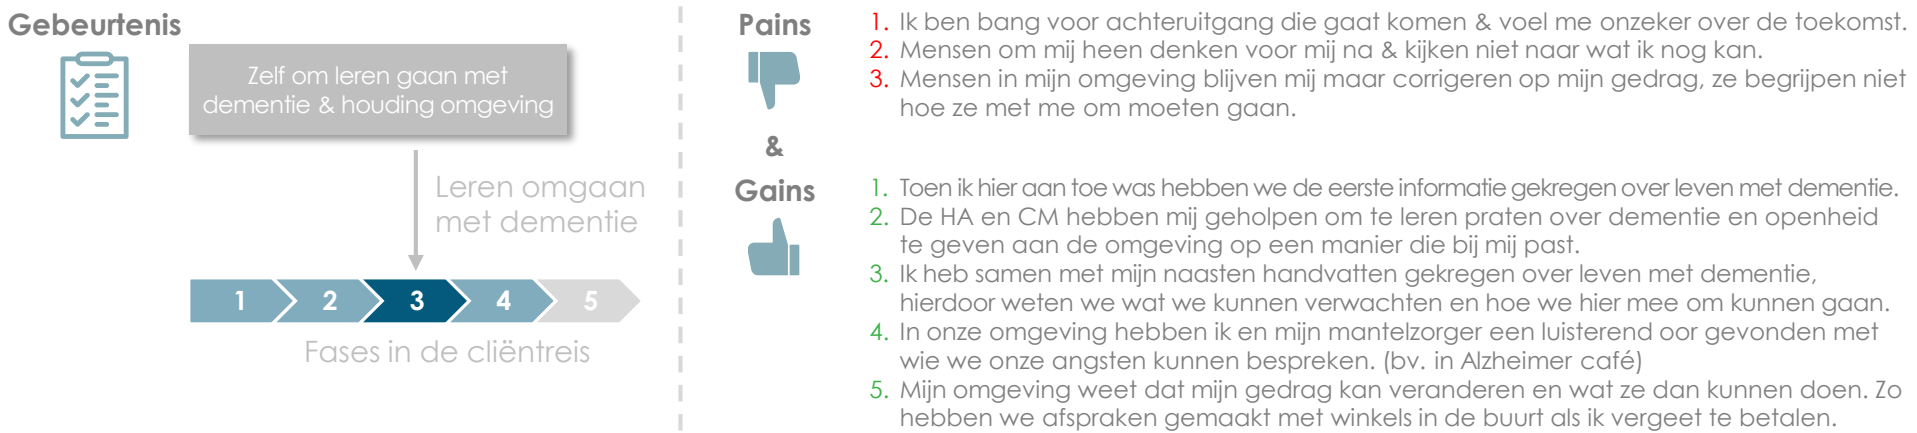 Gebeurtenis
Zelf om leren gaan met
dementie & houding omgeving
Leren omgaan
met dementie
1 2 3 4 5
Fases in de cliëntreis
Pains
&
Gains
1. Ik ben bang voor achteruitgang die gaat komen & voel me onzeker over de toekomst.
2. Mensen om mij heen denken voor mij na & kijken niet naar wat ik nog kan.
3. Mensen in mijn omgeving blijven mij maar corrigeren op mijn gedrag, ze begrijpen niet
hoe ze met me om moeten gaan.
1. Toen ik hier aan toe was hebben we de eerste informatie gekregen over leven met dementie.
2. De HA en CM hebben mij geholpen om te leren praten over dementie en openheid
te geven aan de omgeving op een manier die bij mij past.
3. Ik heb samen met mijn naasten handvatten gekregen over leven met dementie,
hierdoor weten we wat we kunnen verwachten en hoe we hier mee om kunnen gaan.
4. In onze omgeving hebben ik en mijn mantelzorger een luisterend oor gevonden met
wie we onze angsten kunnen bespreken. (bv. in Alzheimer café)
5. Mijn omgeving weet dat mijn gedrag kan veranderen en wat ze dan kunnen doen. Zo
hebben we afspraken gemaakt met winkels in de buurt als ik vergeet te betalen.